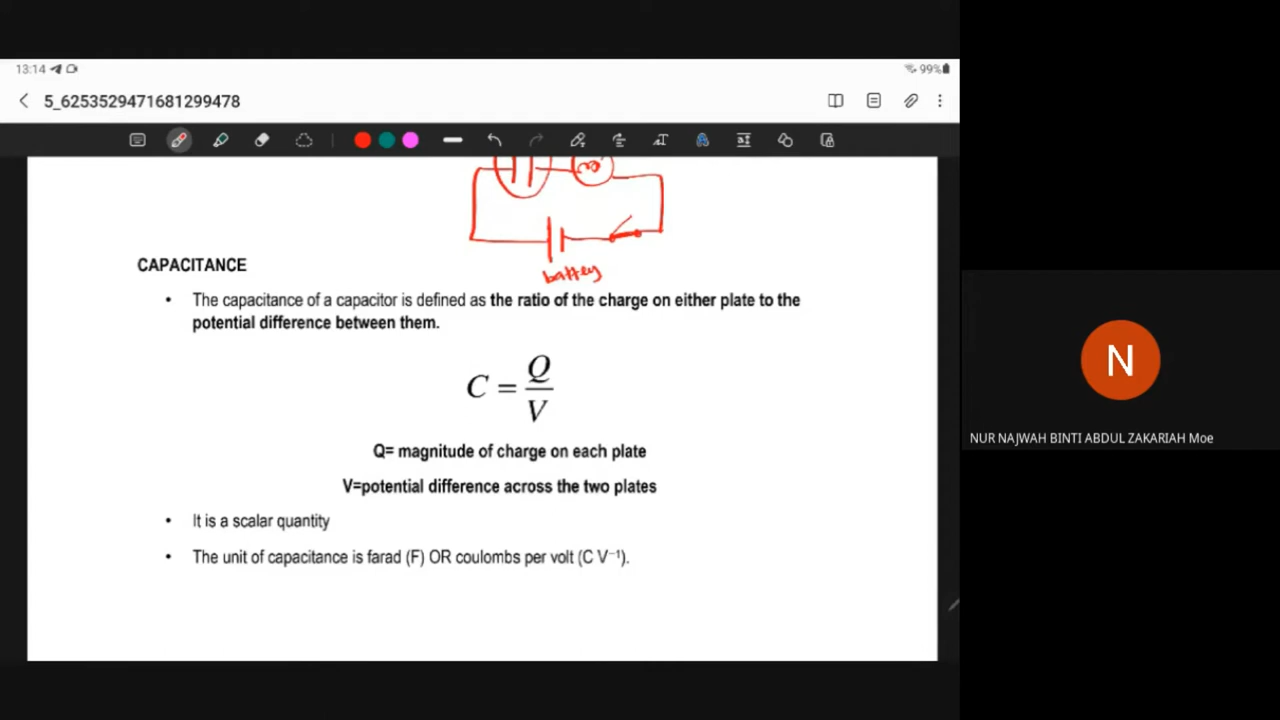 13:14
99%
5_6253529471681299478
battery
CAPACITANCE
• The capacitance of a capacitor is defined as the ratio of the charge on either plate to the
potential difference between them.
C = Q/V
Q= magnitude of charge on each plate
V=potential difference across the two plates
• It is a scalar quantity
• The unit of capacitance is farad (F) OR coulombs per volt (C V⁻¹).
N
NUR NAJWAH BINTI ABDUL ZAKARIAH Moe